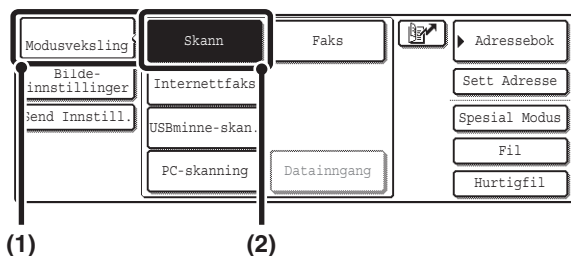 Modusveksling
Skann
Faks
Adressebok
Bilde-
innstillinger
Internettfaks
Sett Adresse
Send Innstill.
USBminne-skan.
Spesial Modus
Fil
PC-skanning
Datainngang
Hurtigfil
(1)
(2)